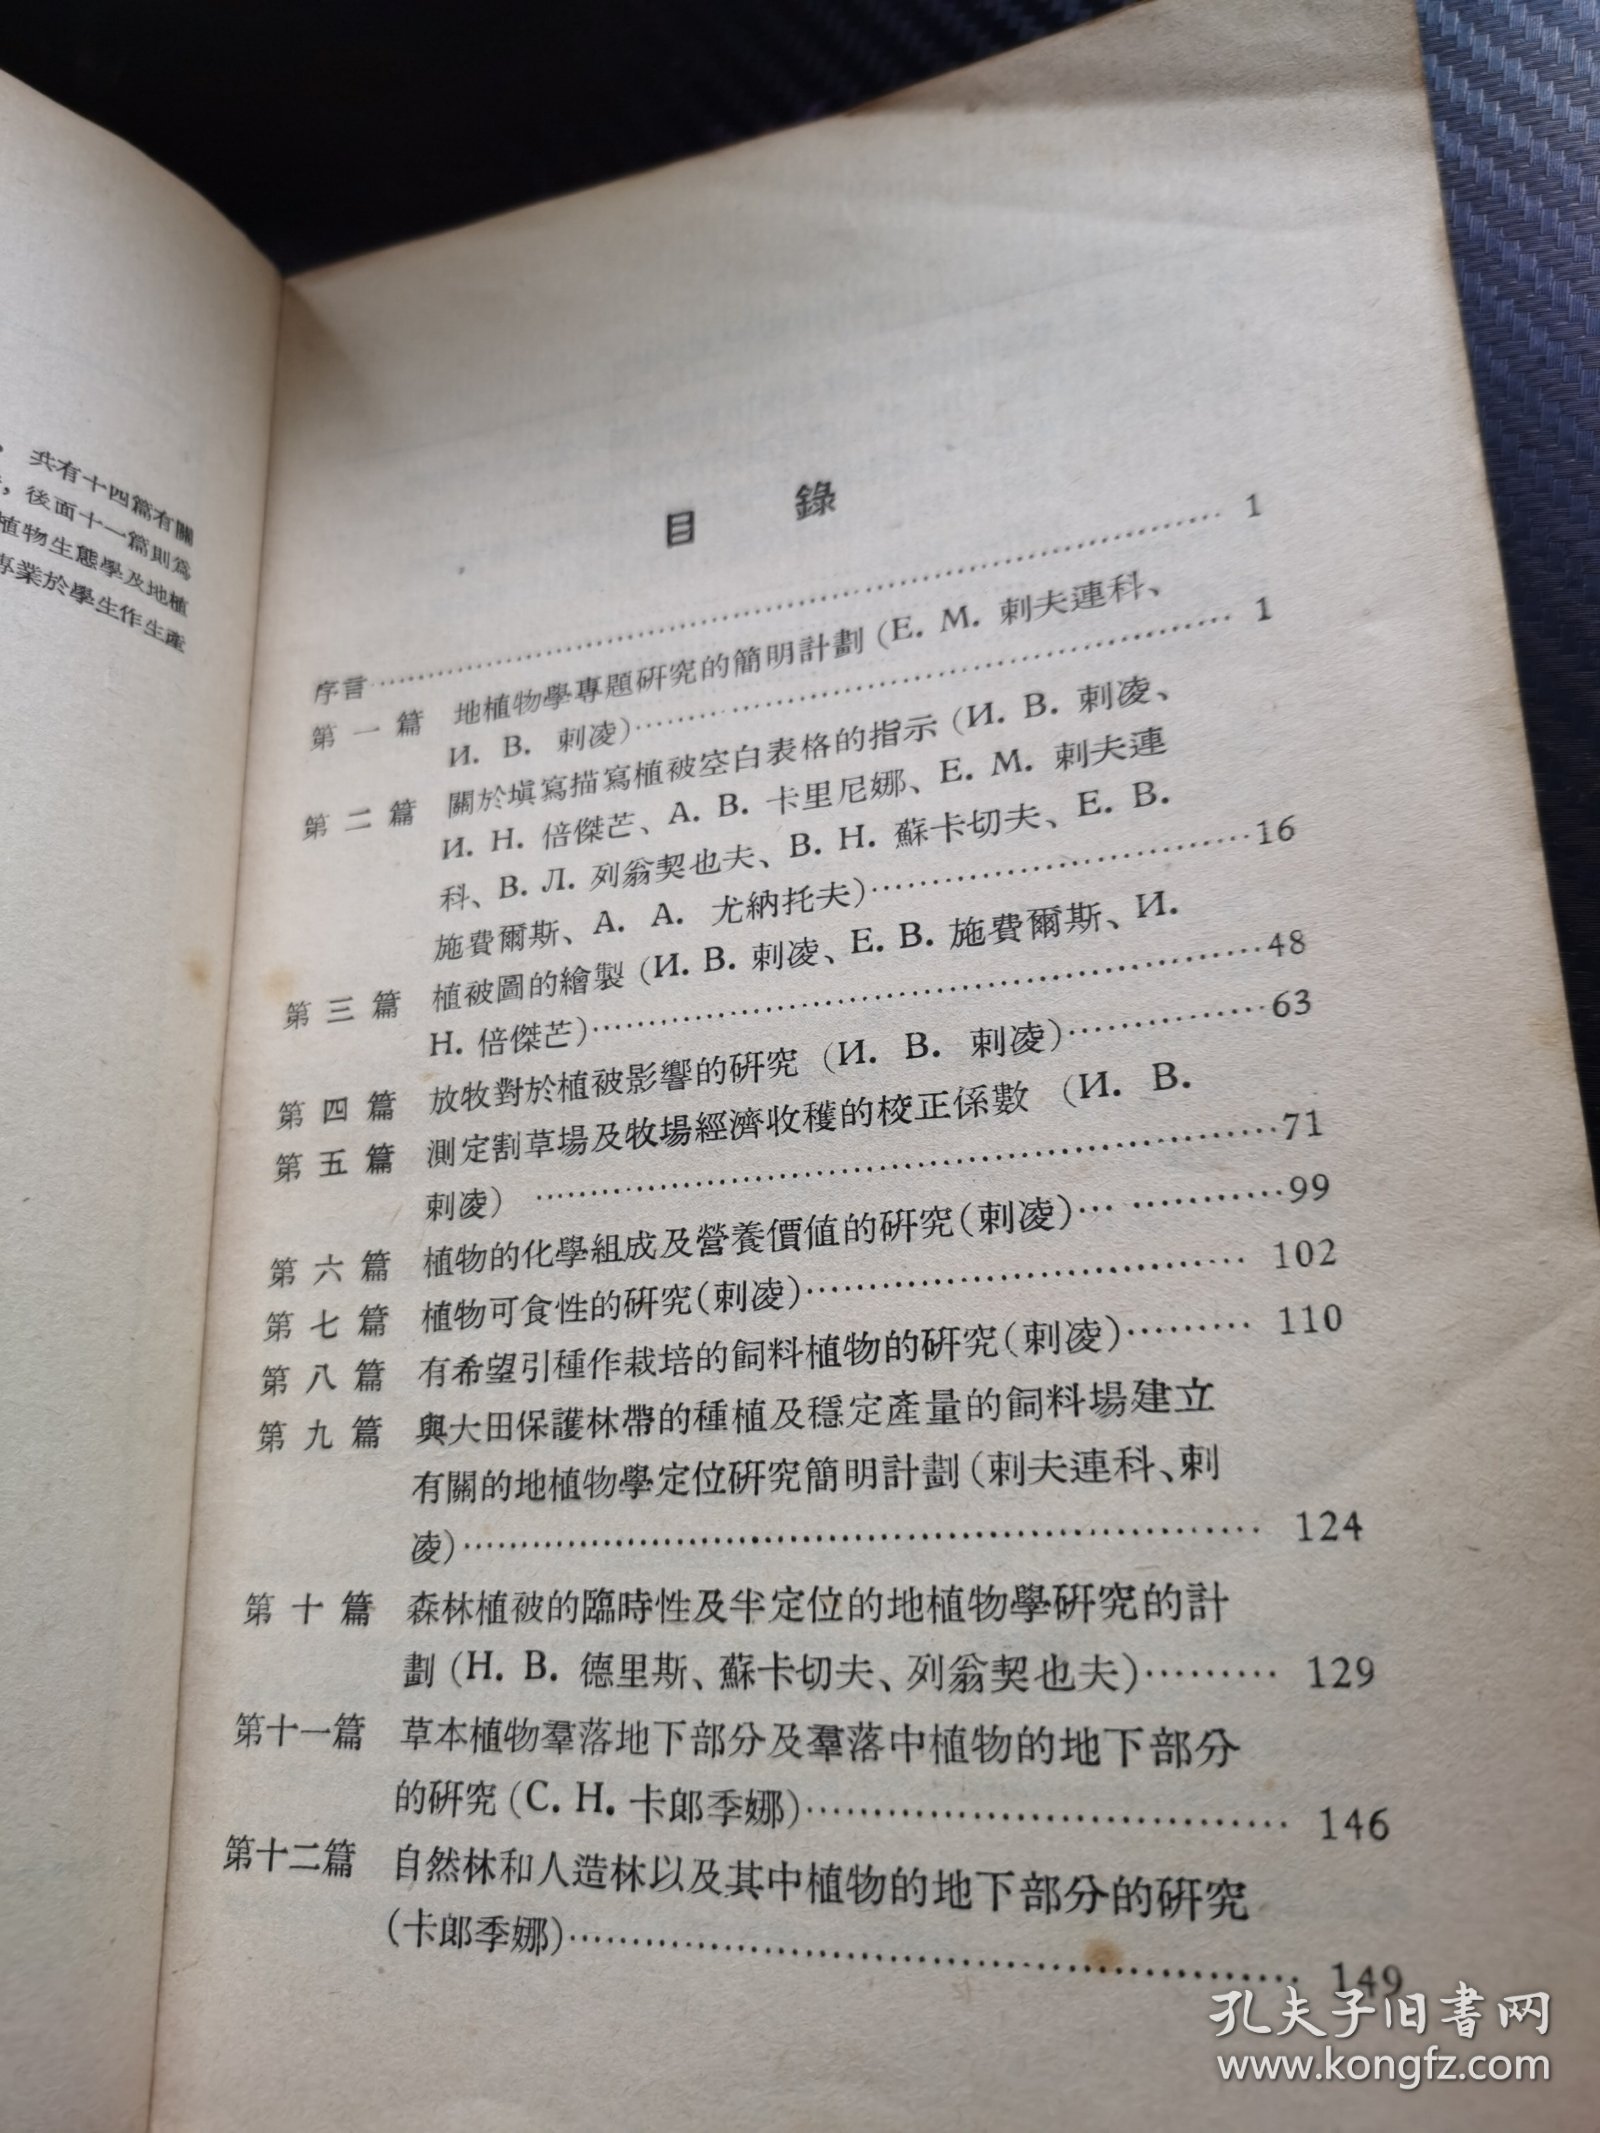 共有十四篇有關
，後面十一篇則爲
植物生態學及地植
專業於學生作生產
目 錄
序言 1
第一篇 地植物學專題研究的簡明計劃(Е. М. 刺夫連科、
И. В. 刺凌) 1
第二篇 關於填寫描寫植被空白表格的指示(И. В. 刺凌、
И. Н. 倍傑芒、А. В. 卡里尼娜、Е. М. 刺夫連
科、В. Л. 列翁契也夫、В. Н. 蘇卡切夫、Е. В.
施費爾斯、А. А. 尤納托夫) 16
第三篇 植被圖的繪製(И. В. 刺凌、Е. В. 施費爾斯、И.
Н. 倍傑芒) 48
第四篇 放牧對於植被影響的研究(И. В. 刺凌) 63
第五篇 測定割草場及牧場經濟收穫的校正係數(И. В.
刺凌) 71
第六篇 植物的化學組成及營養價值的研究(刺凌) 99
第七篇 植物可食性的研究(刺凌) 102
第八篇 有希望引種作栽培的飼料植物的研究(刺凌) 110
第九篇 與大田保護林帶的種植及穩定產量的飼料場建立
有關的地植物學定位研究簡明計劃(刺夫連科、刺
凌) 124
第十篇 森林植被的臨時性及半定位的地植物學研究的計
劃(Н. В. 德里斯、蘇卡切夫、列翁契也夫) 129
第十一篇 草本植物羣落地下部分及羣落中植物的地下部分
的研究(С. Н. 卡郞季娜) 146
第十二篇 自然林和人造林以及其中植物的地下部分的研究
(卡郞季娜) 149
孔夫子旧書网
www.kongfz.com